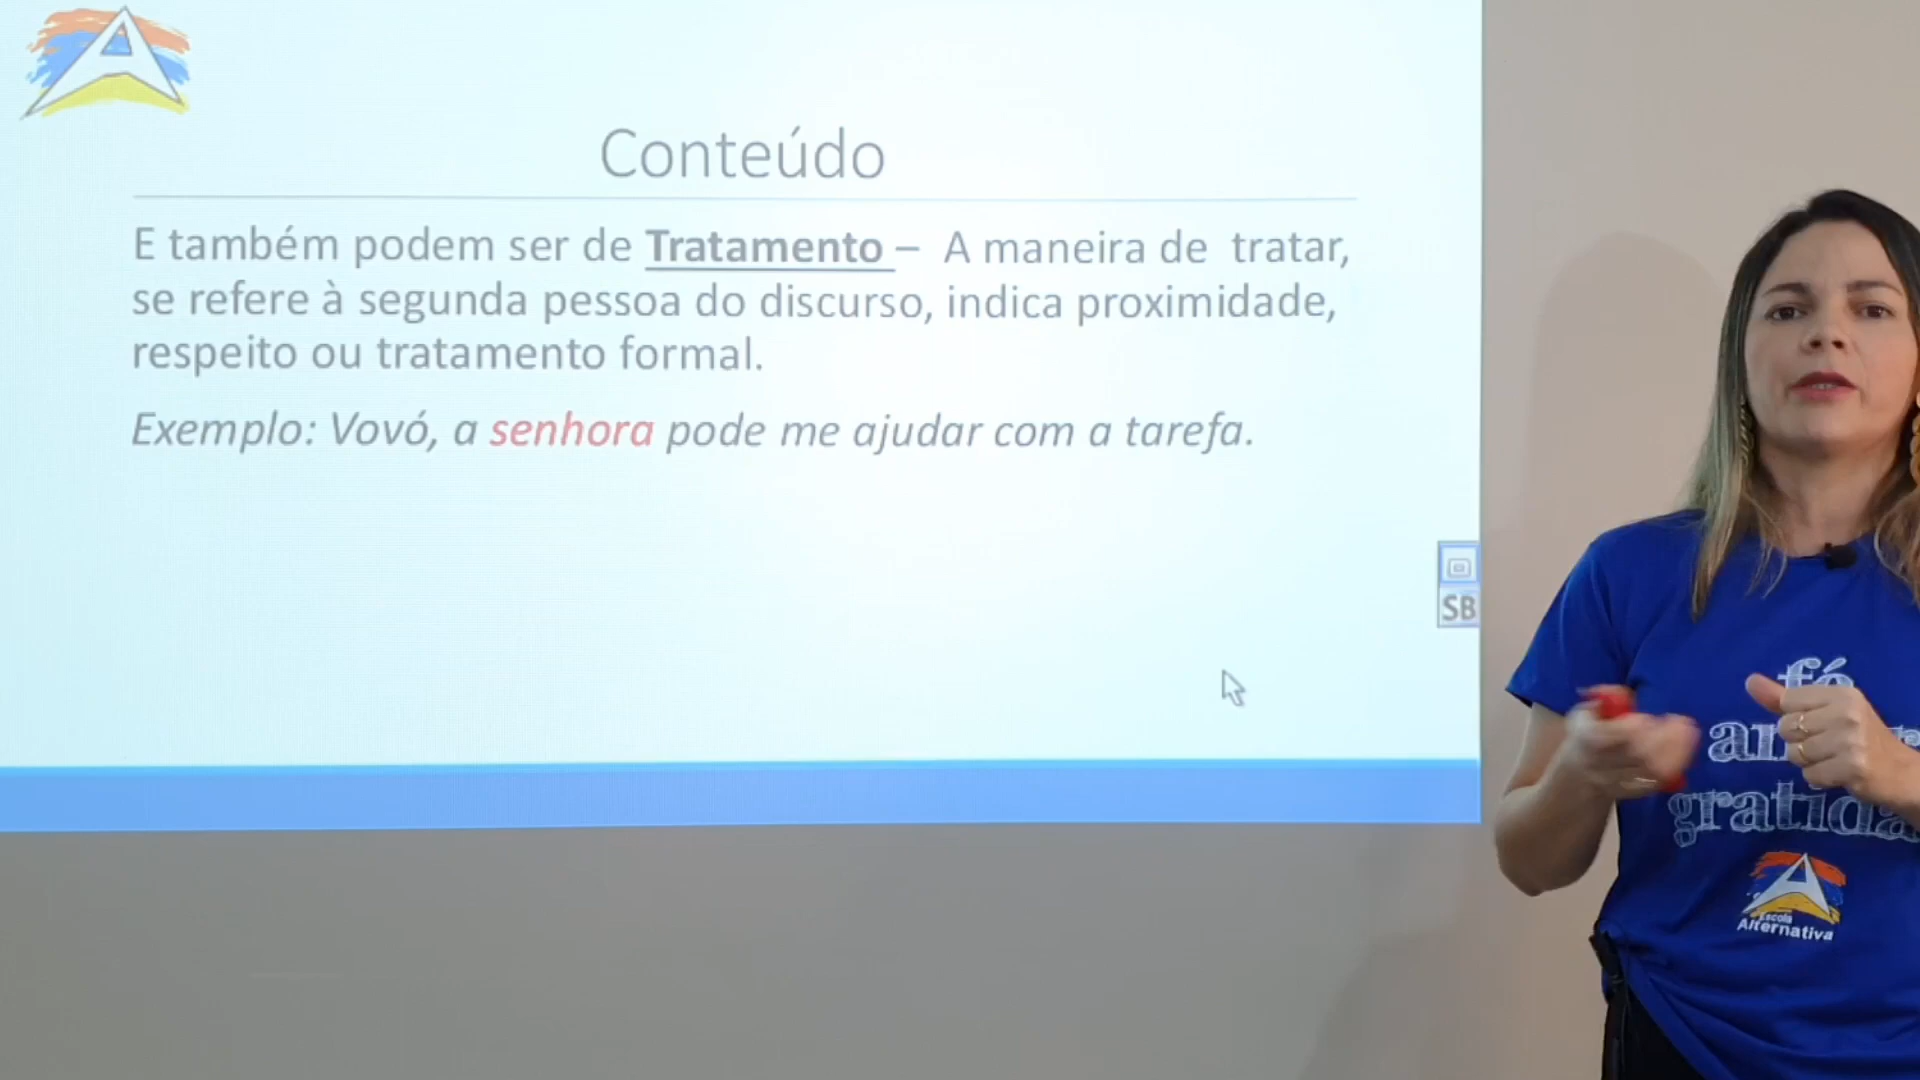 Conteúdo
E também podem ser de Tratamento – A maneira de tratar,
se refere à segunda pessoa do discurso, indica proximidade,
respeito ou tratamento formal.
Exemplo: Vovó, a senhora pode me ajudar com a tarefa.
SB
fé
Escola
Alternativa